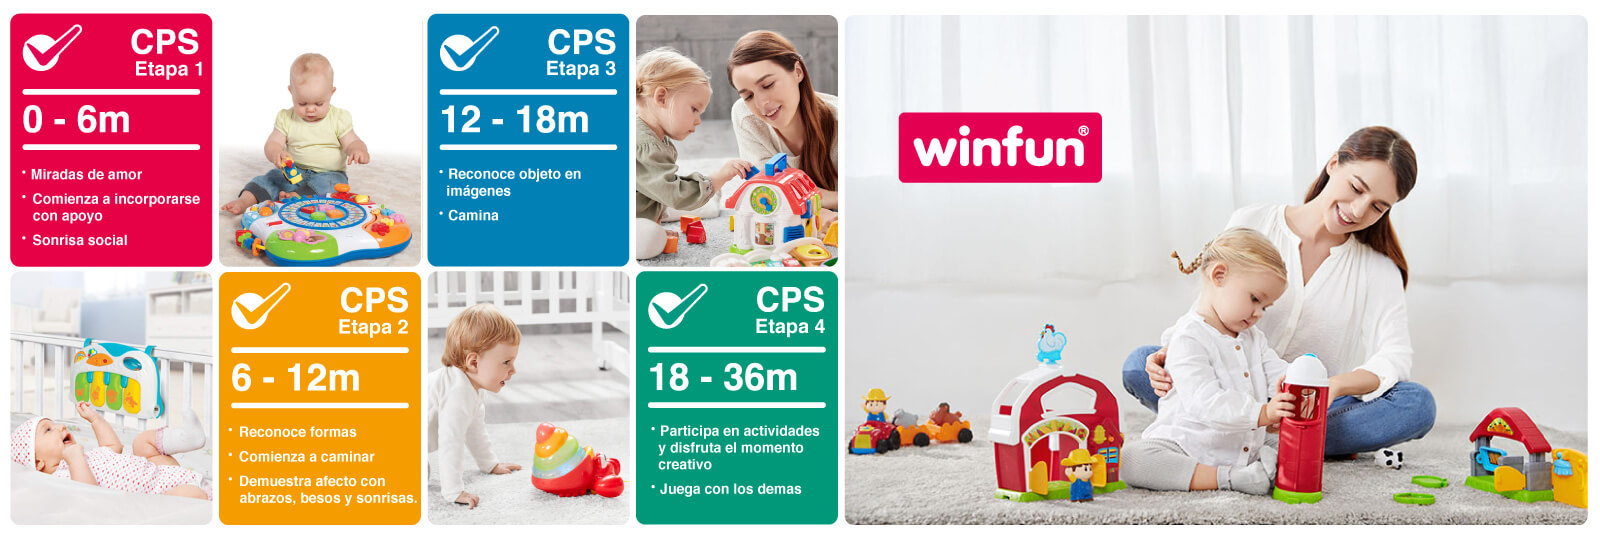 CPS
Etapa 1
0 - 6m
· Miradas de amor
· Comienza a incorporarse
con apoyo
· Sonrisa social
CPS
Etapa 2
6 - 12m
· Reconoce formas
· Comienza a caminar
· Demuestra afecto con
abrazos, besos y sonrisas.
CPS
Etapa 3
12 - 18m
· Reconoce objeto en
imágenes
· Camina
CPS
Etapa 4
18 - 36m
· Participa en actividades
y disfruta el momento
creativo
· Juega con los demas
winfun®